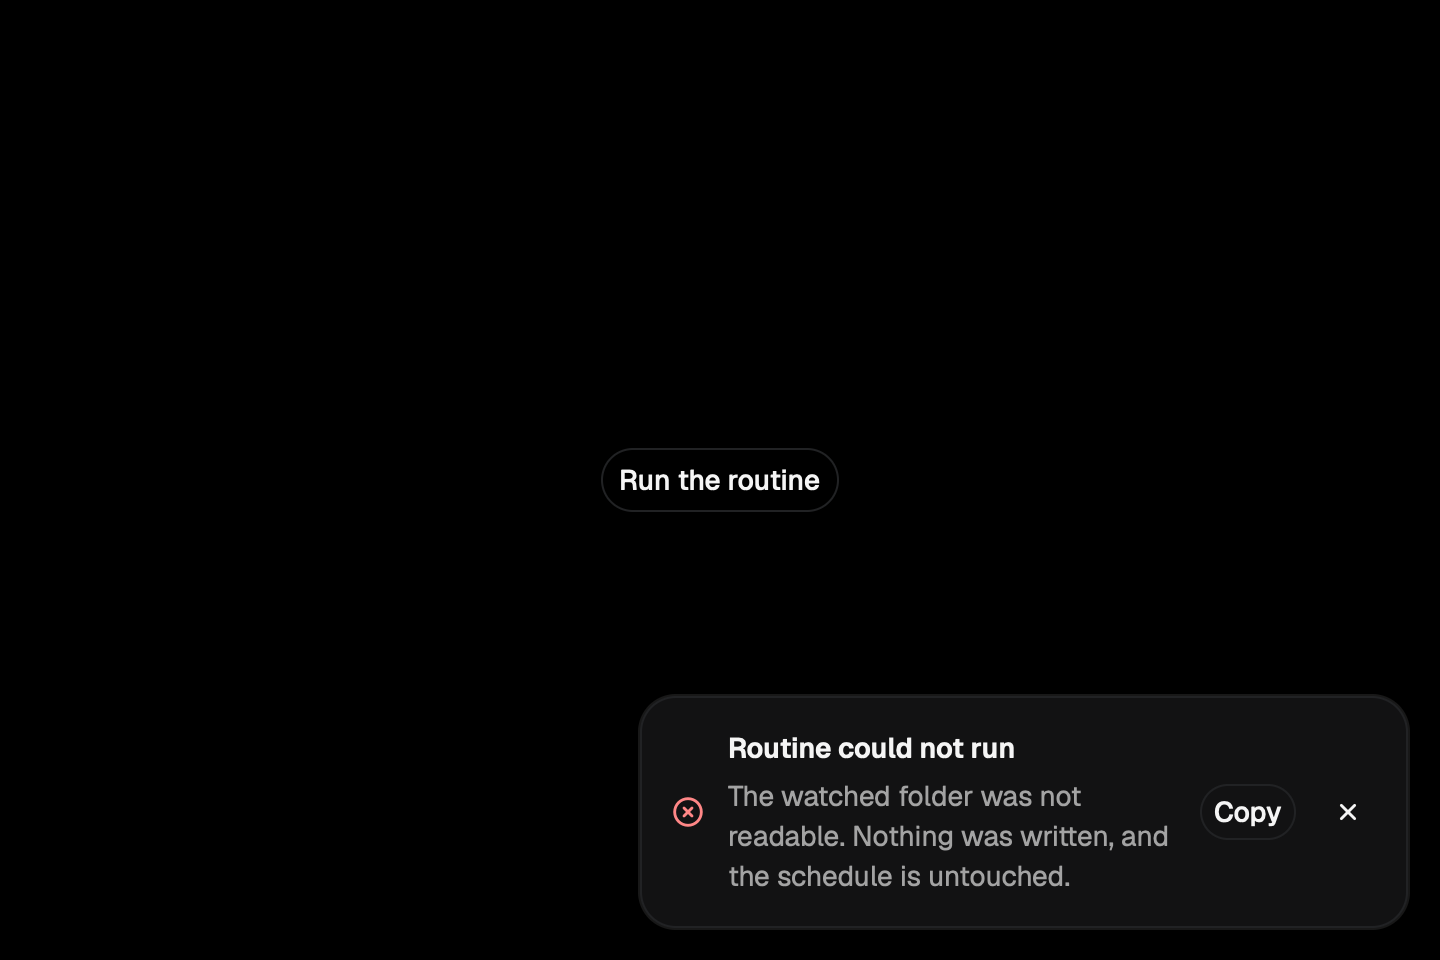 Run the routine
Routine could not run
The watched folder was not
readable. Nothing was written, and
the schedule is untouched.
Copy